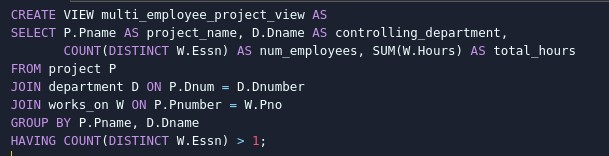 CREATE VIEW multi_employee_project_view AS
SELECT P.Pname AS project_name, D.Dname AS controlling_department,
       COUNT(DISTINCT W.Essn) AS num_employees, SUM(W.Hours) AS total_hours
FROM project P
JOIN department D ON P.Dnum = D.Dnumber
JOIN works_on W ON P.Pnumber = W.Pno
GROUP BY P.Pname, D.Dname
HAVING COUNT(DISTINCT W.Essn) > 1;